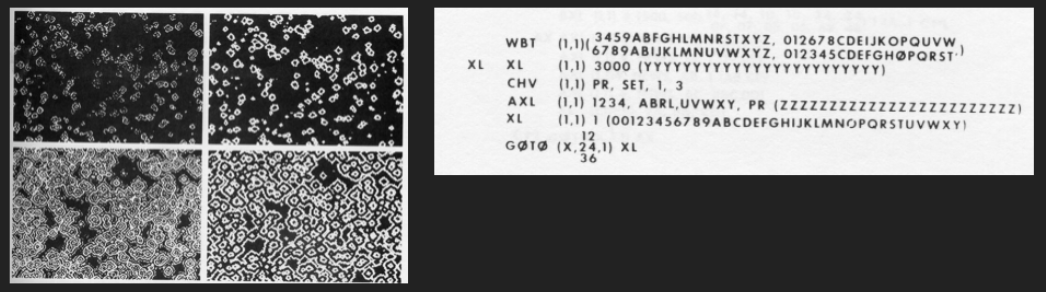 WBT (1,1)( 3459ABFGHLMNRSTXYZ, 012678CDEIJKOPQUVW,
6789ABIJKLMNUVWXYZ, 012345CDEFGHØPQRST )
XL XL (1,1) 3000 (YYYYYYYYYYYYYYYYYYYYYYYY)
CHV (1,1) PR, SET, 1, 3
AXL (1,1) 1234, ABRL,UVWXY, PR (ZZZZZZZZZZZZZZZZZZZZZZZZ)
XL (1,1) 1 (00123456789ABCDEFGHIJKLMNOPQRSTUVWXY)
12
GØTØ (X,24,1) XL
36